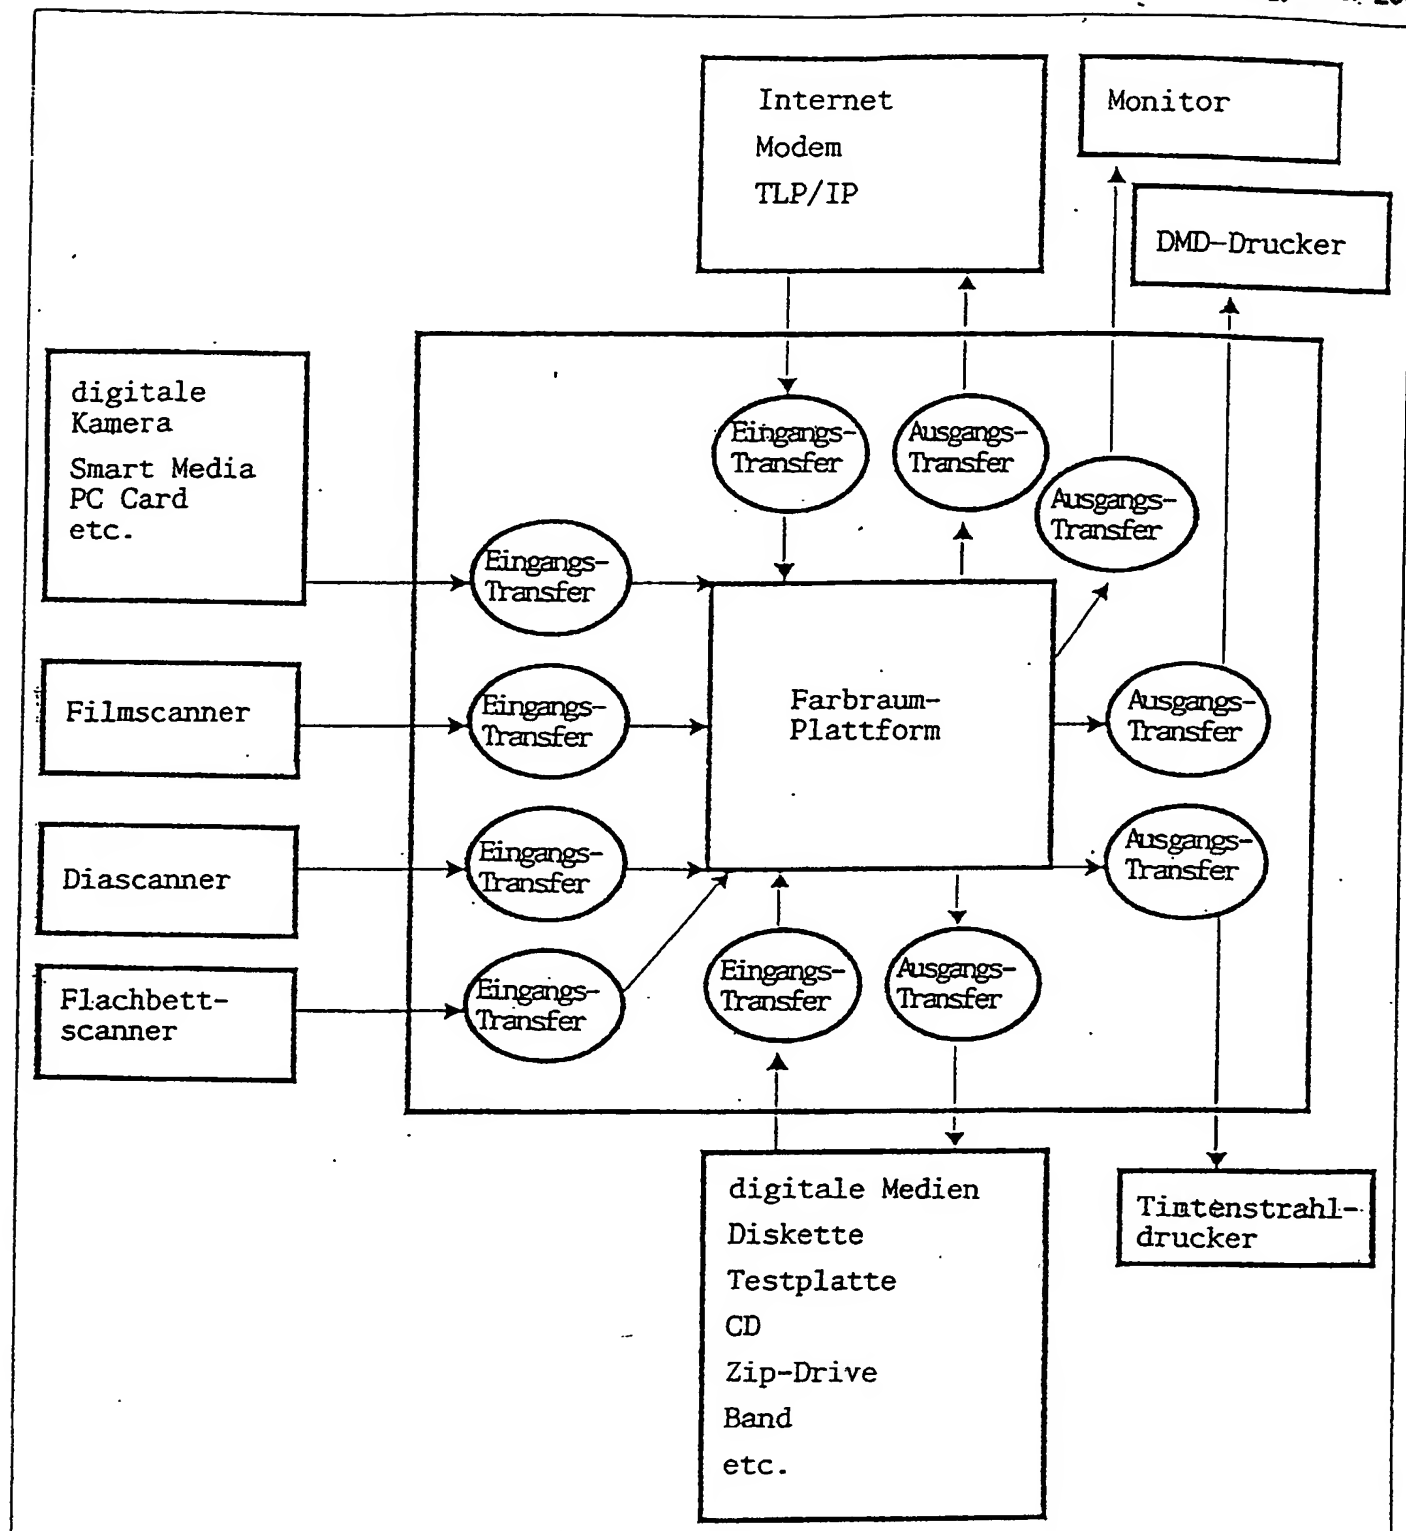 Internet
Modem
TLP/IP
Monitor
DMD-Drucker
digitale
Kamera
Smart Media
PC Card
etc.
Eingangs-
Transfer
Ausgangs-
Transfer
Ausgangs-
Transfer
Eingangs-
Transfer
Filmscanner
Eingangs-
Transfer
Farbraum-
Plattform
Ausgangs-
Transfer
Diascanner
Eingangs-
Transfer
Ausgangs-
Transfer
Flachbett-
scanner
Eingangs-
Transfer
Eingangs-
Transfer
Ausgangs-
Transfer
digitale Medien
Diskette
Testplatte
CD
Zip-Drive
Band
etc.
Timtenstrahl-
drucker